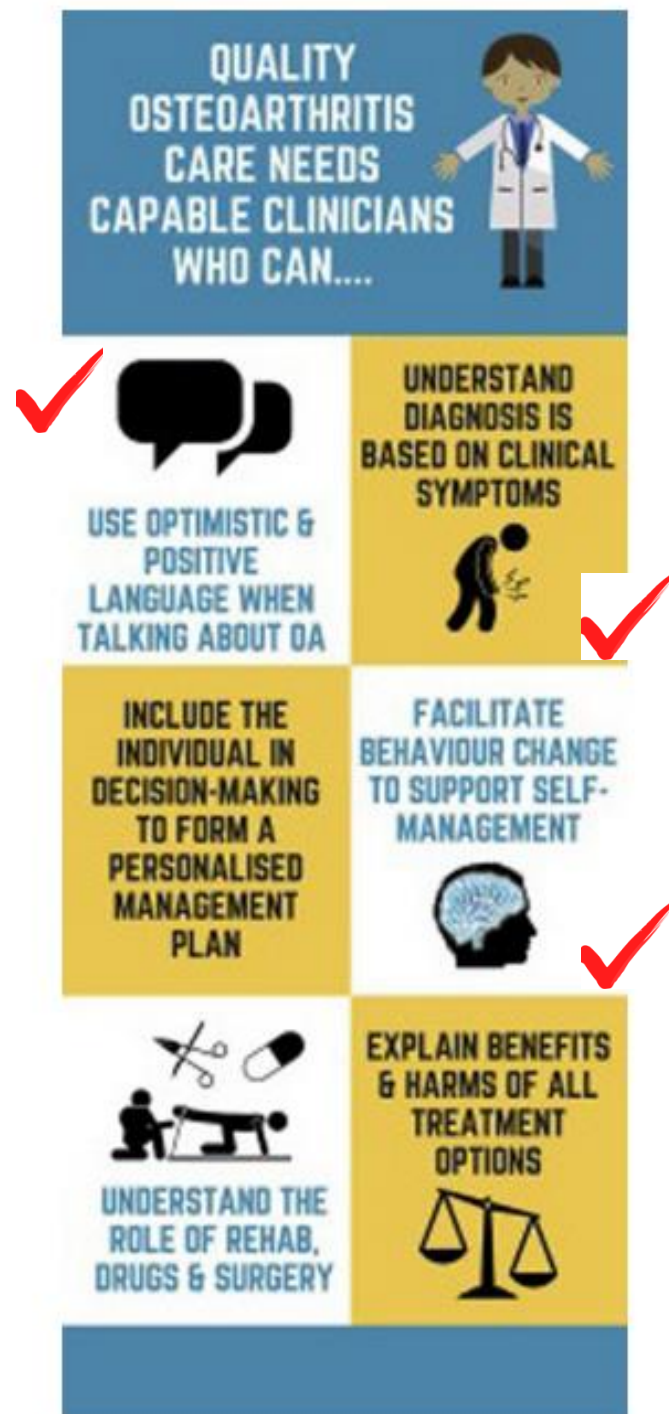 QUALITY
OSTEOARTHRITIS
CARE NEEDS
CAPABLE CLINICIANS
WHO CAN....
USE OPTIMISTIC &
POSITIVE
LANGUAGE WHEN
TALKING ABOUT OA
UNDERSTAND
DIAGNOSIS IS
BASED ON CLINICAL
SYMPTOMS
INCLUDE THE
INDIVIDUAL IN
DECISION-MAKING
TO FORM A
PERSONALISED
MANAGEMENT
PLAN
FACILITATE
BEHAVIOUR CHANGE
TO SUPPORT SELF-
MANAGEMENT
UNDERSTAND THE
ROLE OF REHAB,
DRUGS & SURGERY
EXPLAIN BENEFITS
& HARMS OF ALL
TREATMENT
OPTIONS